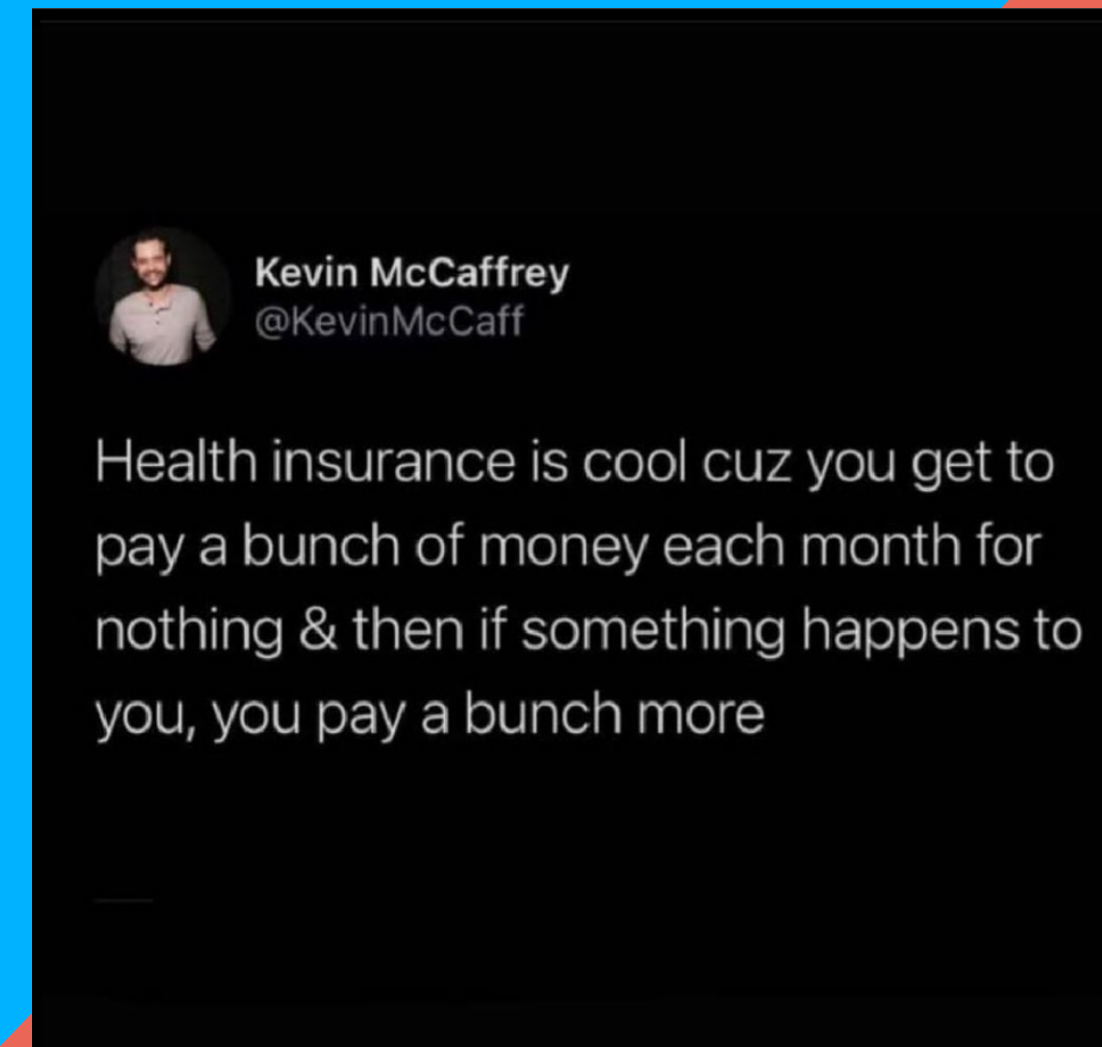 Kevin McCaffrey
@KevinMcCaff
Health insurance is cool cuz you get to
pay a bunch of money each month for
nothing & then if something happens to
you, you pay a bunch more